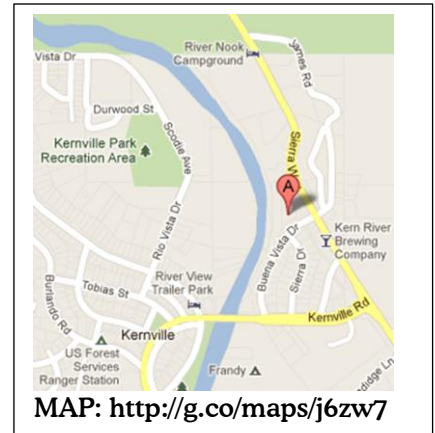 River Nook
Campground
James Rd
Vista Dr
Durwood St
Scodie Ave
Kernville Park
Recreation Area
Sierra W
A
Rio Vista Dr
Buena Vista Dr
Sierra Dr
Kern River
Brewing
Company
River View
Trailer Park
Tobias St
Burlando Rd
Kernville Rd
Kernville
US Forest
Services
Ranger Station
Frandy
MAP: http://g.co/maps/j6zw7